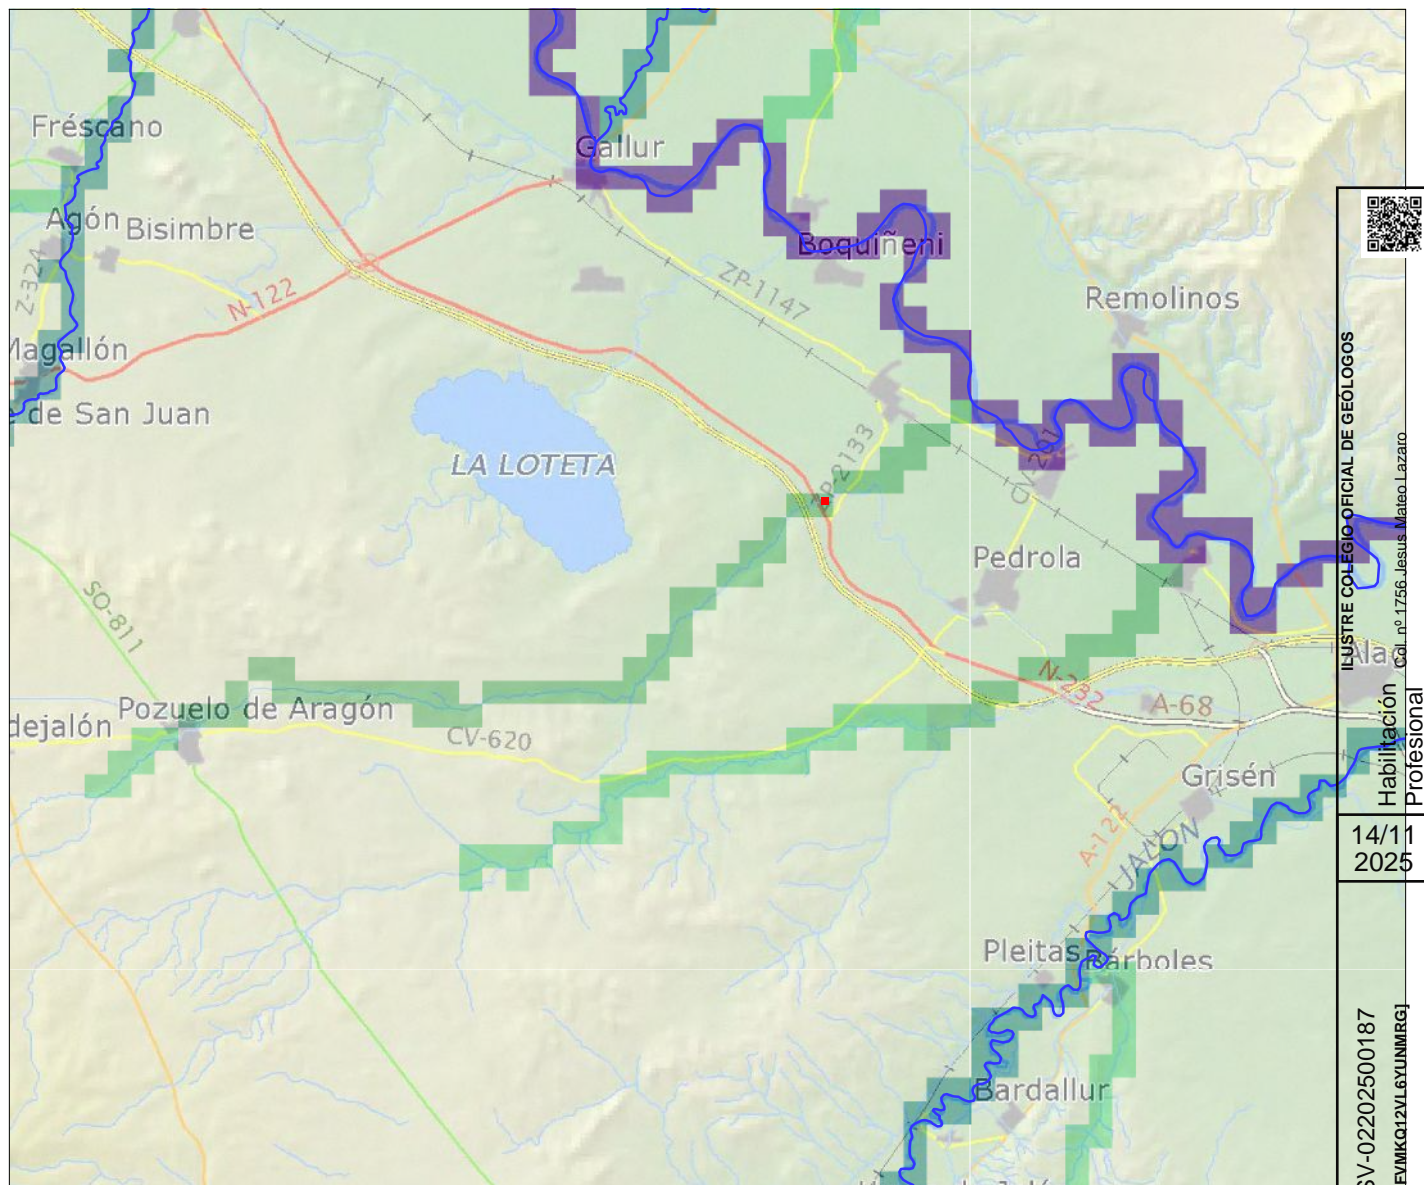 Fréscano
Gallur
Agón
Bisimbre
Boquiñeni
Z-324
N-122
ZP-1147
Remolinos
Magallón
de San Juan
LA LOTETA
P-2133
CV-201
Pedrola
SO-811
N-232
A-68
Pozuelo de Aragón
dejalón
CV-620
Grisén
A-122
JALÓN
Pleitas
Bárboles
Bardallur
ILUSTRE COLEGIO OFICIAL DE GEÓLOGOS
Col. nº 1756 Jesus Mateo Lazaro
Habilitación
Profesional
14/11
2025
SV-02202500187
EVMKQ12VL6YUNMRG]